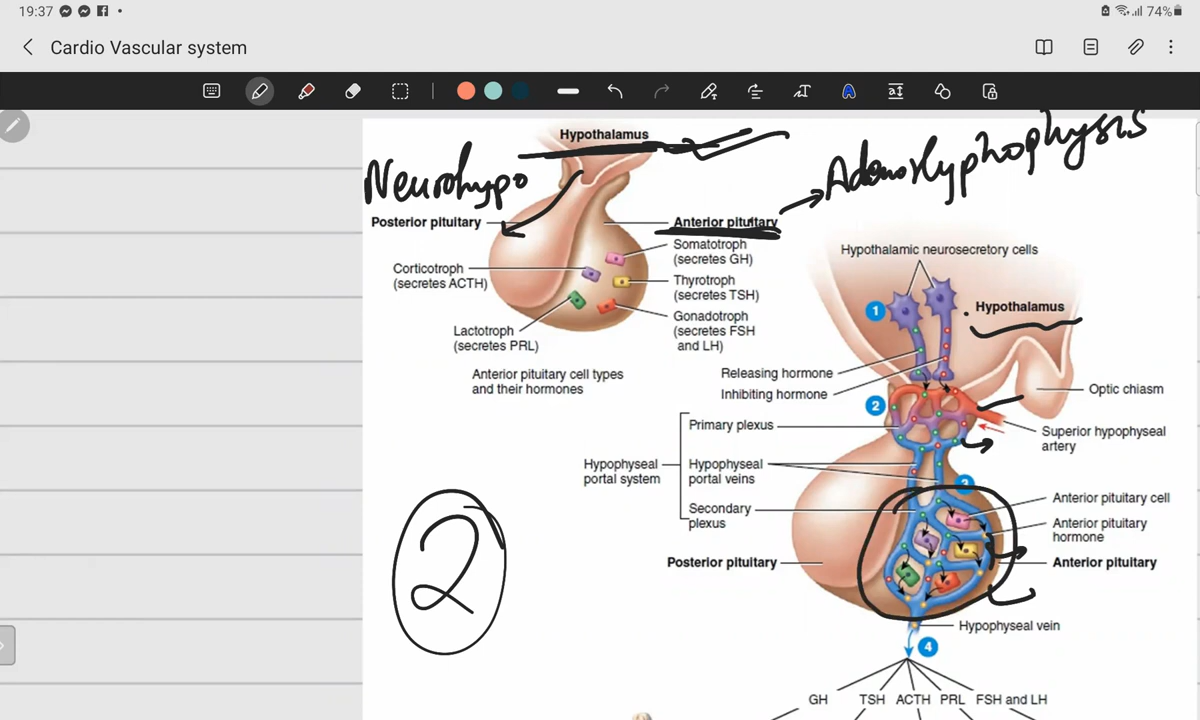 19:37
74%
Cardio Vascular system
Hypothalamus
Neurohypo
AdenoHyphophysis
Posterior pituitary
Anterior pituitary
Somatotroph
(secretes GH)
Corticotroph
(secretes ACTH)
Thyrotroph
(secretes TSH)
Gonadotroph
(secretes FSH
and LH)
Lactotroph
(secretes PRL)
Anterior pituitary cell types
and their hormones
2
Hypothalamic neurosecretory cells
1
Hypothalamus
Releasing hormone
Inhibiting hormone
Optic chiasm
2
Primary plexus
Superior hypophyseal
artery
Hypophyseal
portal system
Hypophyseal
portal veins
Secondary
plexus
3
Anterior pituitary cell
Anterior pituitary
hormone
Posterior pituitary
Anterior pituitary
Hypophyseal vein
4
GH TSH ACTH PRL FSH and LH